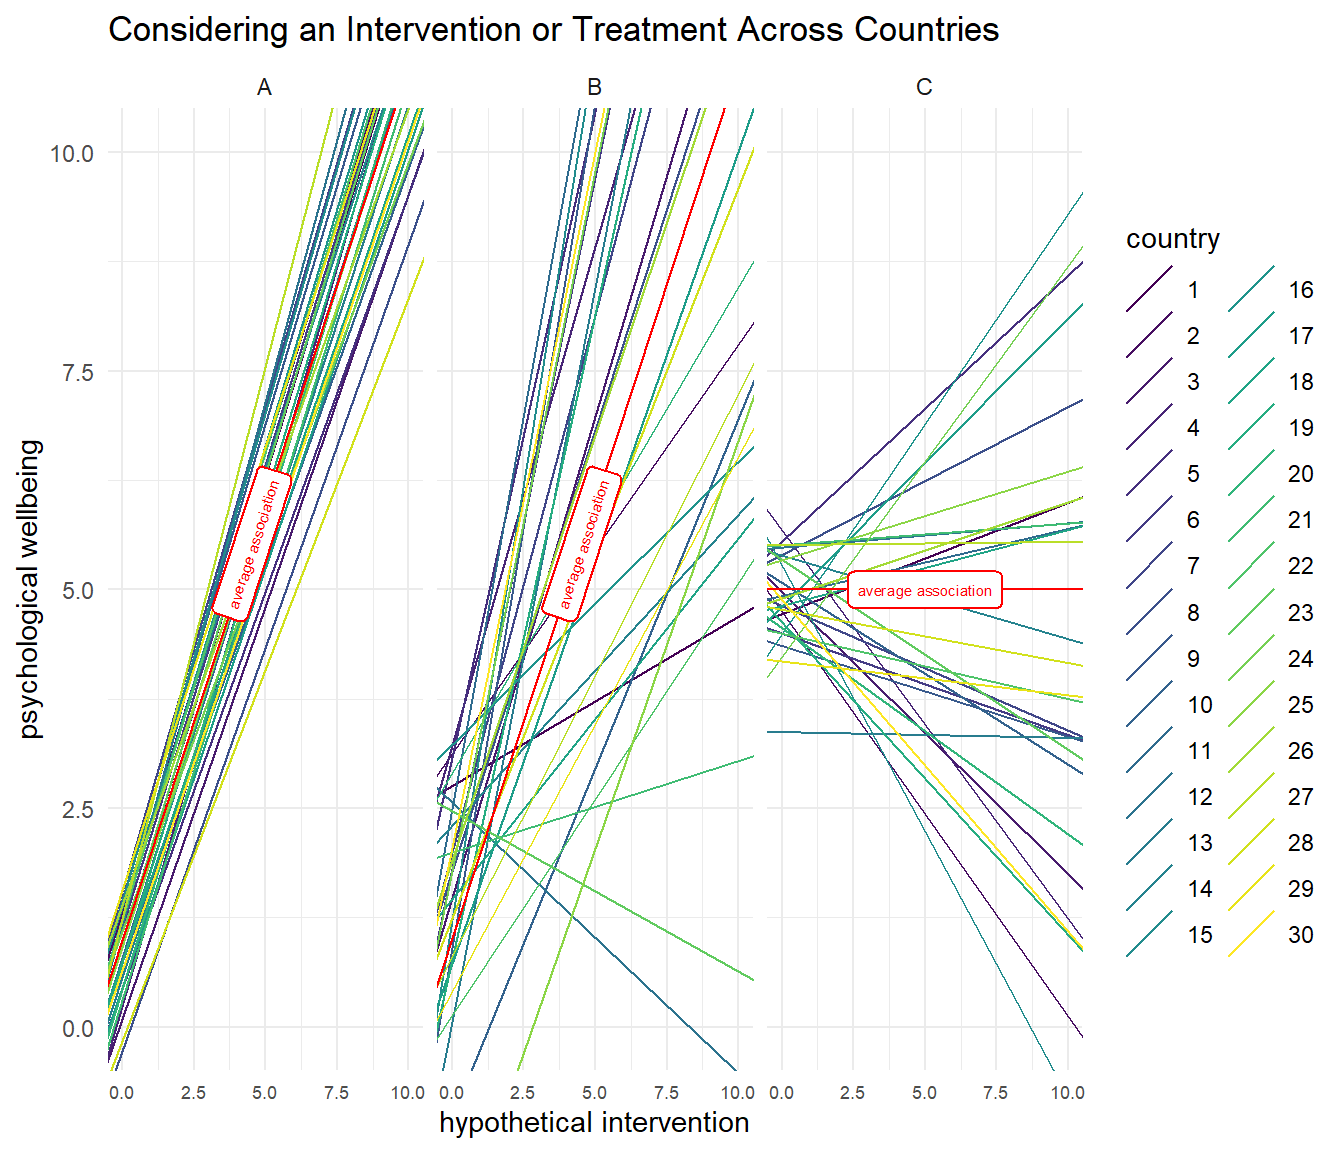 Considering an Intervention or Treatment Across Countries
A
B
C
10.0
7.5
5.0
2.5
0.0
psychological wellbeing
average association
average association
average association
0.0 2.5 5.0 7.5 10.0
0.0 2.5 5.0 7.5 10.0
0.0 2.5 5.0 7.5 10.0
hypothetical intervention
country
1
2
3
4
5
6
7
8
9
10
11
12
13
14
15
16
17
18
19
20
21
22
23
24
25
26
27
28
29
30